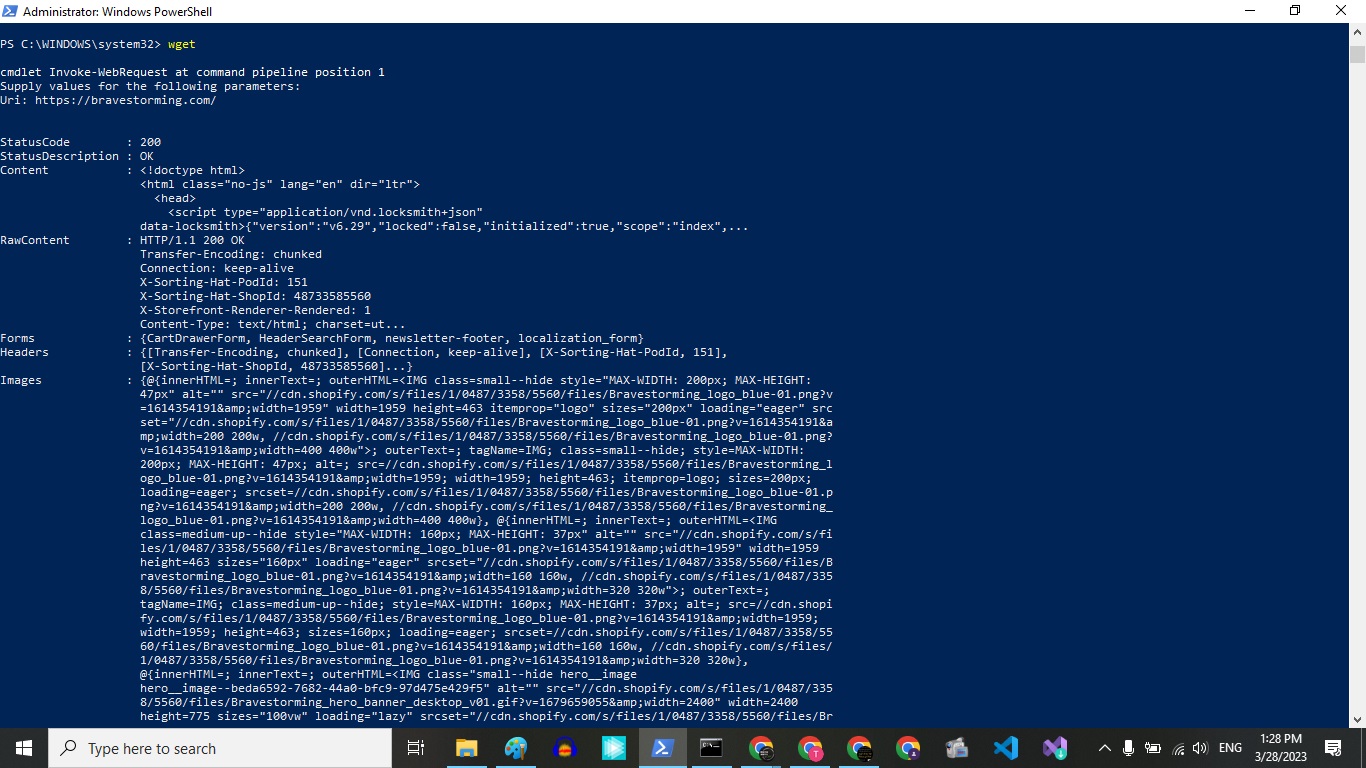 Administrator: Windows PowerShell
PS C:\WINDOWS\system32> wget
cmdlet Invoke-WebRequest at command pipeline position 1
Supply values for the following parameters:
Uri: https://bravestorming.com/
StatusCode : 200
StatusDescription : OK
Content : <!doctype html>
<html class="no-js" lang="en" dir="ltr">
<head>
<script type="application/vnd.locksmith+json"
data-locksmith>{"version":"v6.29","locked":false,"initialized":true,"scope":"index",...
RawContent : HTTP/1.1 200 OK
Transfer-Encoding: chunked
Connection: keep-alive
X-Sorting-Hat-PodId: 151
X-Sorting-Hat-ShopId: 48733585560
X-Storefront-Renderer-Rendered: 1
Content-Type: text/html; charset=ut...
Forms : {CartDrawerForm, HeaderSearchForm, newsletter-footer, localization_form}
Headers : {[Transfer-Encoding, chunked], [Connection, keep-alive], [X-Sorting-Hat-PodId, 151],
[X-Sorting-Hat-ShopId, 48733585560]...}
Images : {@{innerHTML=; innerText=; outerHTML=<IMG class=small--hide style="MAX-WIDTH: 200px; MAX-HEIGHT:
47px" alt="" src="//cdn.shopify.com/s/files/1/0487/3358/5560/files/Bravestorming_logo_blue-01.png?v
=1614354191&amp;width=1959" width=1959 height=463 itemprop="logo" sizes="200px" loading="eager" src
set="//cdn.shopify.com/s/files/1/0487/3358/5560/files/Bravestorming_logo_blue-01.png?v=1614354191&a
mp;width=200 200w, //cdn.shopify.com/s/files/1/0487/3358/5560/files/Bravestorming_logo_blue-01.png?
v=1614354191&amp;width=400 400w">; outerText=; tagName=IMG; class=small--hide; style=MAX-WIDTH:
200px; MAX-HEIGHT: 47px; alt=; src=//cdn.shopify.com/s/files/1/0487/3358/5560/files/Bravestorming_l
ogo_blue-01.png?v=1614354191&amp;width=1959; width=1959; height=463; itemprop=logo; sizes=200px;
loading=eager; srcset=//cdn.shopify.com/s/files/1/0487/3358/5560/files/Bravestorming_logo_blue-01.p
ng?v=1614354191&amp;width=200 200w, //cdn.shopify.com/s/files/1/0487/3358/5560/files/Bravestorming_
logo_blue-01.png?v=1614354191&amp;width=400 400w}, @{innerHTML=; innerText=; outerHTML=<IMG
class=medium-up--hide style="MAX-WIDTH: 160px; MAX-HEIGHT: 37px" alt="" src="//cdn.shopify.com/s/fi
les/1/0487/3358/5560/files/Bravestorming_logo_blue-01.png?v=1614354191&amp;width=1959" width=1959
height=463 sizes="160px" loading="eager" srcset="//cdn.shopify.com/s/files/1/0487/3358/5560/files/B
ravestorming_logo_blue-01.png?v=1614354191&amp;width=160 160w, //cdn.shopify.com/s/files/1/0487/335
8/5560/files/Bravestorming_logo_blue-01.png?v=1614354191&amp;width=320 320w">; outerText=;
tagName=IMG; class=medium-up--hide; style=MAX-WIDTH: 160px; MAX-HEIGHT: 37px; alt=; src=//cdn.shopi
fy.com/s/files/1/0487/3358/5560/files/Bravestorming_logo_blue-01.png?v=1614354191&amp;width=1959;
width=1959; height=463; sizes=160px; loading=eager; srcset=//cdn.shopify.com/s/files/1/0487/3358/55
60/files/Bravestorming_logo_blue-01.png?v=1614354191&amp;width=160 160w, //cdn.shopify.com/s/files/
1/0487/3358/5560/files/Bravestorming_logo_blue-01.png?v=1614354191&amp;width=320 320w},
@{innerHTML=; innerText=; outerHTML=<IMG class="small--hide hero__image
hero__image--beda6592-7682-44a0-bfc9-97d475e429f5" alt="" src="//cdn.shopify.com/s/files/1/0487/335
8/5560/files/Bravestorming_hero_banner_desktop_v01.gif?v=1679659055&amp;width=2400" width=2400
height=775 sizes="100vw" loading="lazy" srcset="//cdn.shopify.com/s/files/1/0487/3358/5560/files/Br
Type here to search
ENG
1:28 PM
3/28/2023